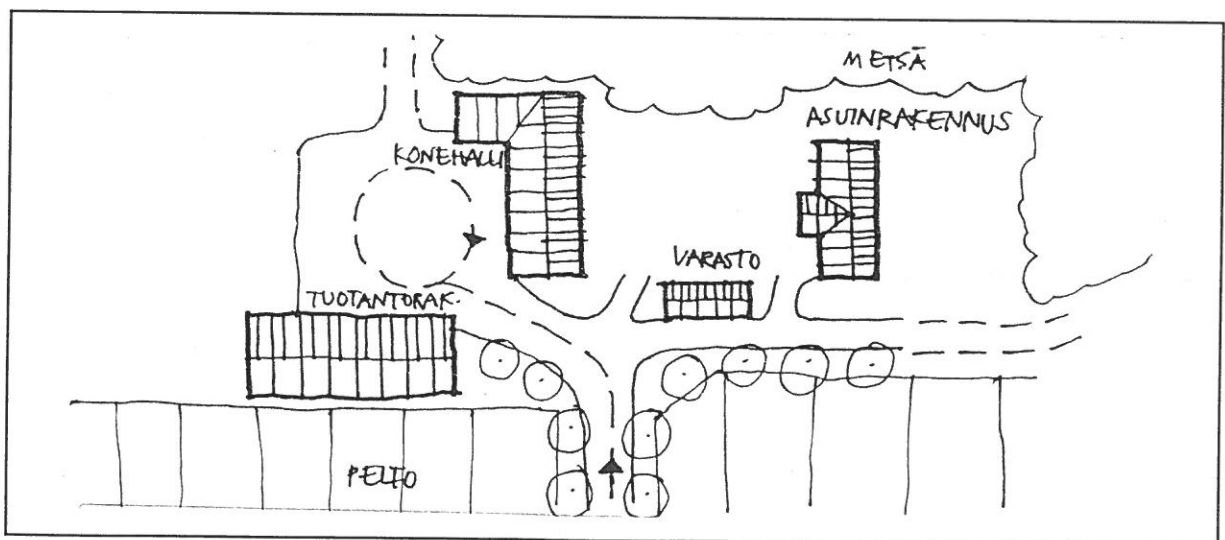 METSÄ
ASUINRAKENNUS
KONEHALLI
VARASTO
TUOTANTORAK.
PELTO